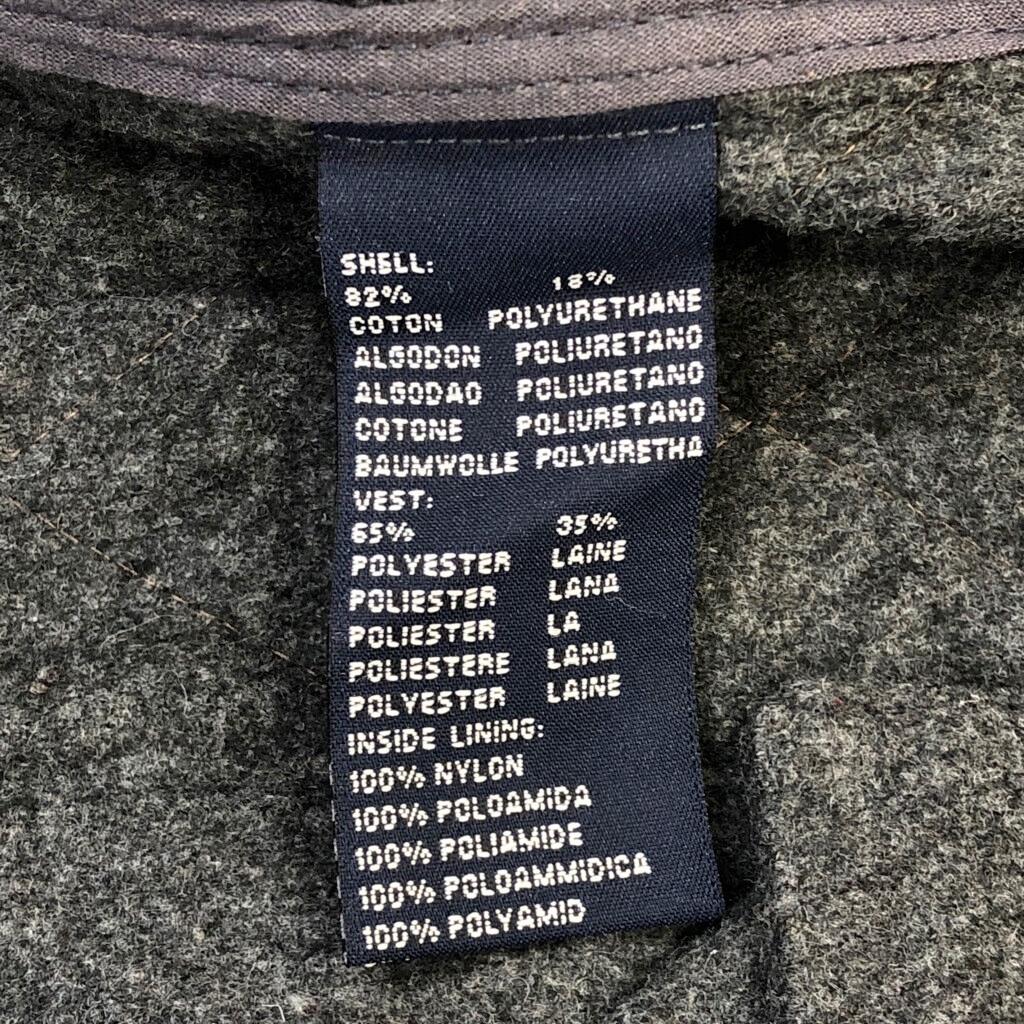 SHELL:
82% 18%
COTON POLYURETHANE
ALGODON POLIURETANO
ALGODAO POLIURETANO
COTONE POLIURETANO
BAUMWOLLE POLYURETHA
VEST:
65% 35%
POLYESTER LAINE
POLIESTER LANA
POLIESTER LA
POLIESTERE LANA
POLYESTER LAINE
INSIDE LINING:
100% NYLON
100% POLOAMIDA
100% POLIAMIDE
100% POLOAMMIDICA
100% POLYAMID